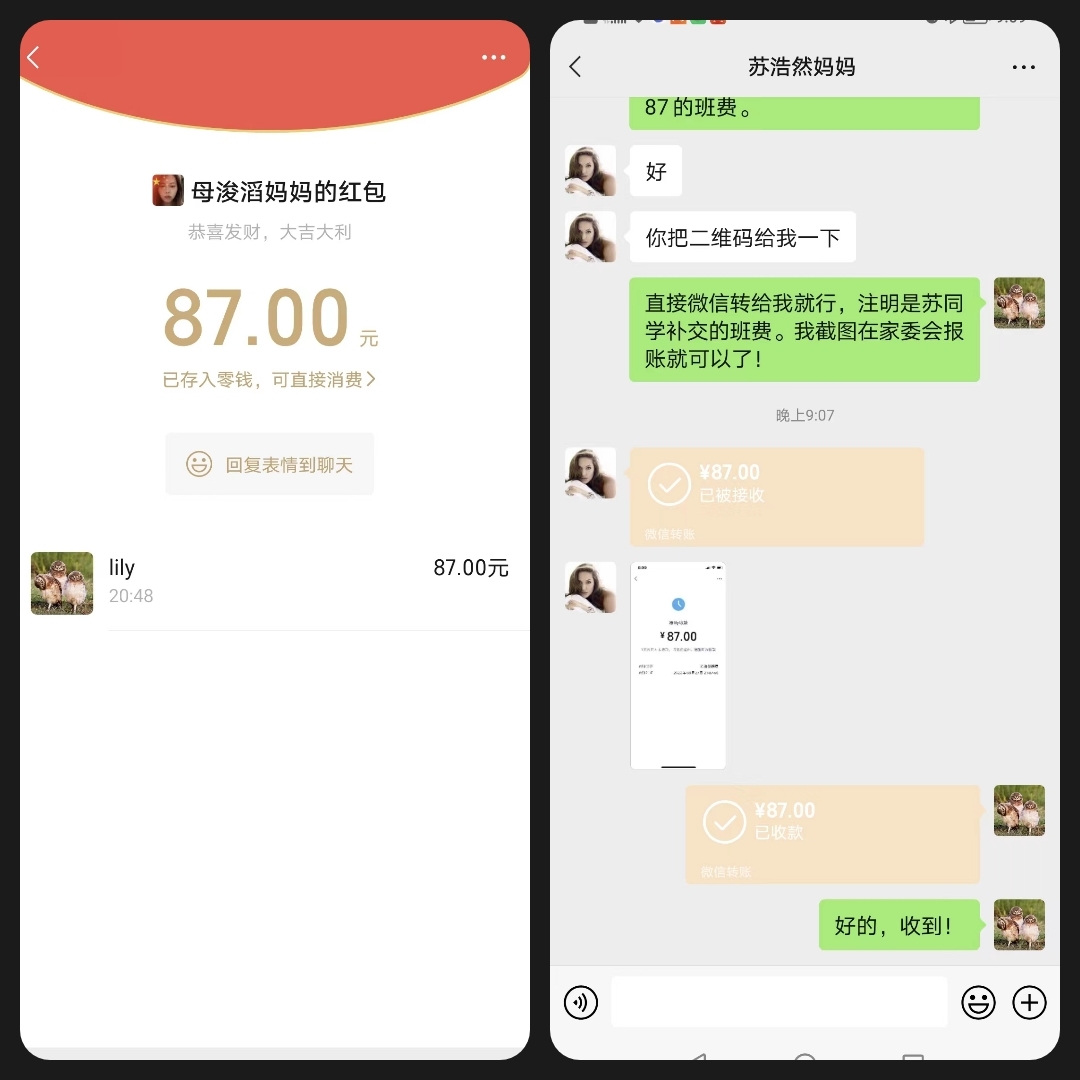 母浚滔妈妈的红包
恭喜发财，大吉大利
87.00元
已存入零钱，可直接消费
回复表情到聊天
lily
87.00元
20:48
苏浩然妈妈
87的班费。
好
你把二维码给我一下
直接微信转给我就行，注明是苏同
学补交的班费。我截图在家委会报
账就可以了！
晚上9:07
¥87.00
已被接收
微信转账
¥87.00
¥87.00
已收款
微信转账
好的，收到！